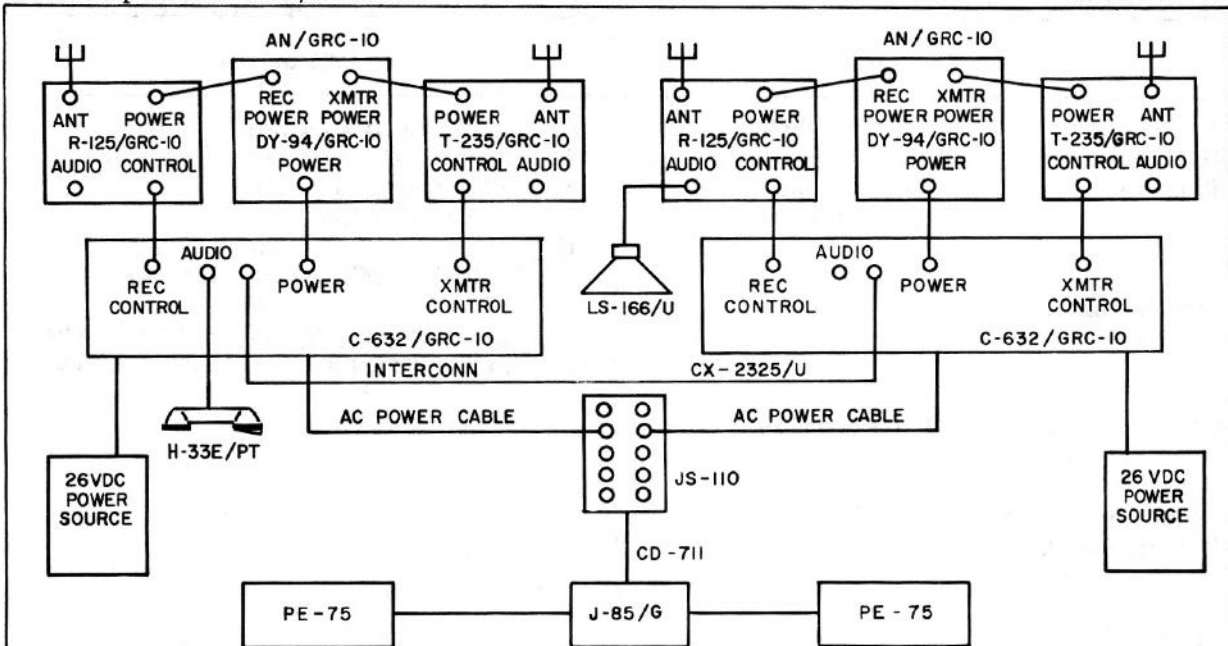 AN/GRC-10
AN/GRC-10
ANT POWER
R-125/GRC-10
AUDIO CONTROL
REC XMTR
POWER POWER
DY-94/GRC-10
POWER
POWER ANT
T-235/GRC-10
CONTROL AUDIO
ANT POWER
R-125/GRC-10
AUDIO CONTROL
REC XMTR
POWER POWER
DY-94/GRC-10
POWER
POWER ANT
T-235/GRC-10
CONTROL AUDIO
AUDIO
REC
CONTROL
POWER
XMTR
CONTROL
C-632/GRC-10
LS-166/U
AUDIO
REC
CONTROL
POWER
XMTR
CONTROL
C-632/GRC-10
INTERCONN
CX-2325/U
AC POWER CABLE
AC POWER CABLE
H-33E/PT
26VDC
POWER
SOURCE
JS-110
26 VDC
POWER
SOURCE
CD-711
PE-75
J-85/G
PE-75